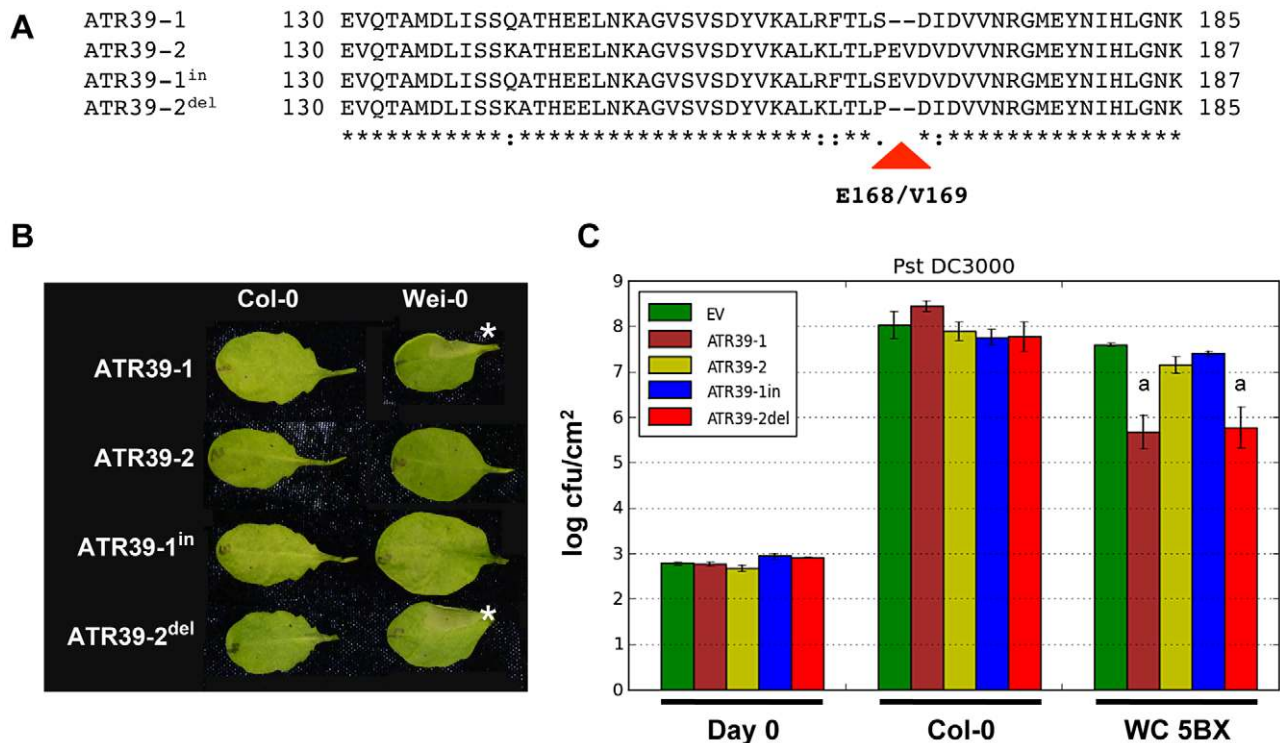 A
ATR39-1 130 EVQTAMDLISSQATHEELNKAGVSVSDYVKALRFTLS--DIDVVNRGMEYNIHLGNK 185
ATR39-2 130 EVQTAMDLISSKATHEELNKAGVSVSDYVKALKLTLPEVDVDVVNRGMEYNIHLGNK 187
ATR39-1in 130 EVQTAMDLISSQATHEELNKAGVSVSDYVKALRFTLSEVDVDVVNRGMEYNIHLGNK 187
ATR39-2del 130 EVQTAMDLISSKATHEELNKAGVSVSDYVKALKLTLP--DIDVVNRGMEYNIHLGNK 185
***********:********************::**.  *:****************
E168/V169
B
Col-0 Wei-0
ATR39-1 *
ATR39-2
ATR39-1in
ATR39-2del *
C
Pst DC3000
log cfu/cm2
9
8
7
6
5
4
3
2
1
0
EV
ATR39-1
ATR39-2
ATR39-1in
ATR39-2del
a a
Day 0 Col-0 WC 5BX